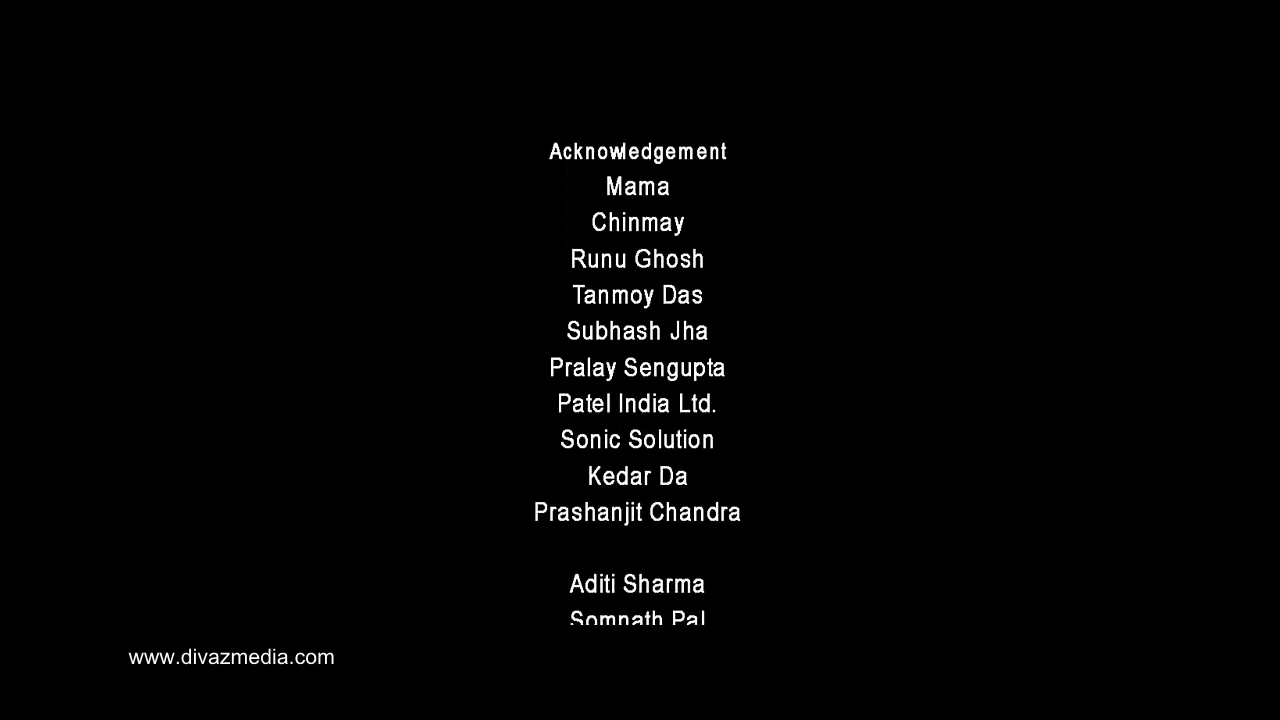 Acknowledgement
Mama
Chinmay
Runu Ghosh
Tanmoy Das
Subhash Jha
Pralay Sengupta
Patel India Ltd.
Sonic Solution
Kedar Da
Prashanjit Chandra
Aditi Sharma
Somnath Pal
www.divazmedia.com